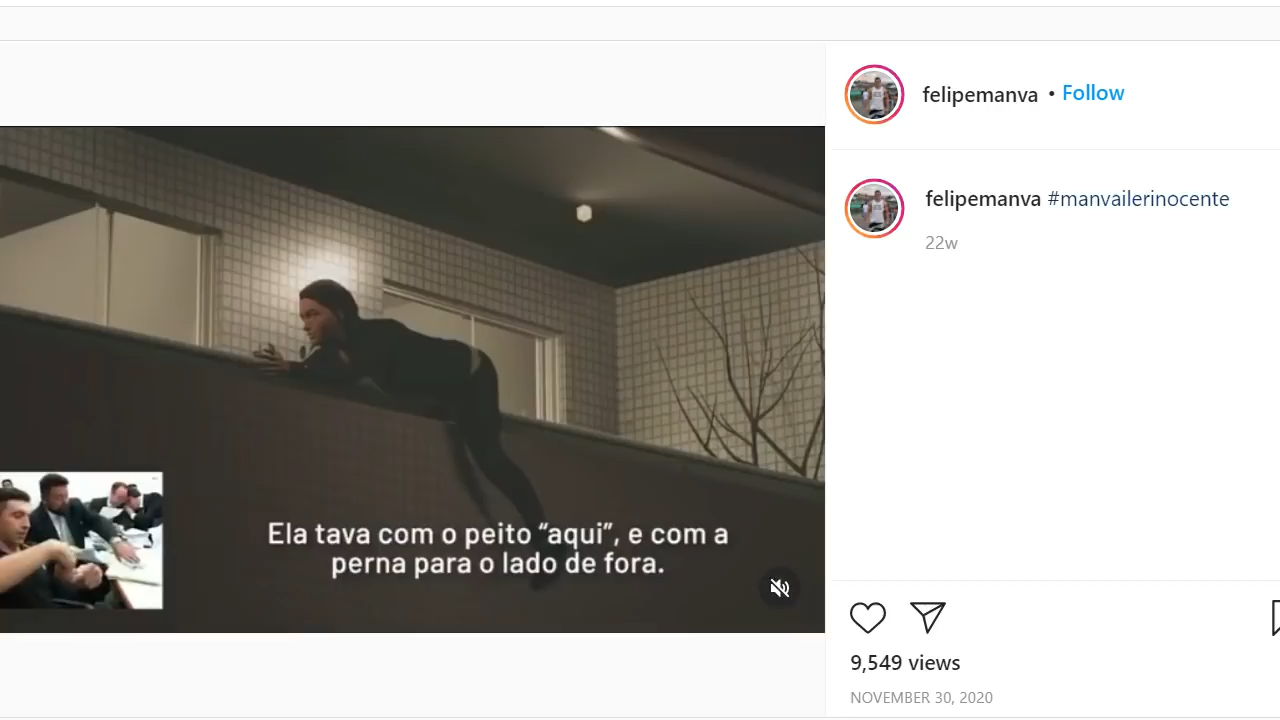 felipemanva • Follow
felipemanva #manvailerinocente
22w
Ela tava com o peito “aqui”, e com a
perna para o lado de fora.
9,549 views
NOVEMBER 30, 2020